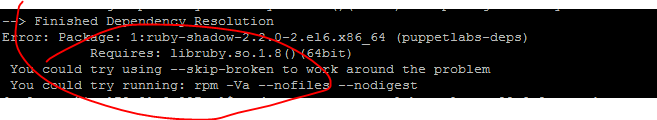 --> Finished Dependency Resolution
Error: Package: 1:ruby-shadow-2.2.0-2.el6.x86_64 (puppetlabs-deps)
Requires: libruby.so.1.8()(64bit)
You could try using --skip-broken to work around the problem
You could try running: rpm -Va --nofiles --nodigest